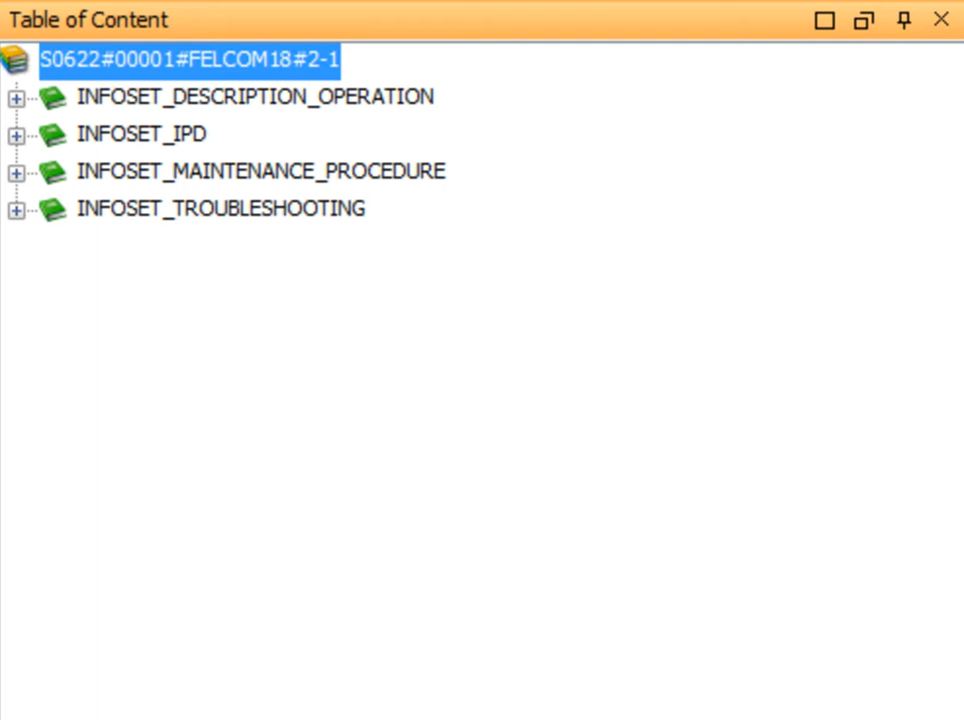 Table of Content
S0622#00001#FELCOM18#2-1
INFOSET_DESCRIPTION_OPERATION
INFOSET_IPD
INFOSET_MAINTENANCE_PROCEDURE
INFOSET_TROUBLESHOOTING